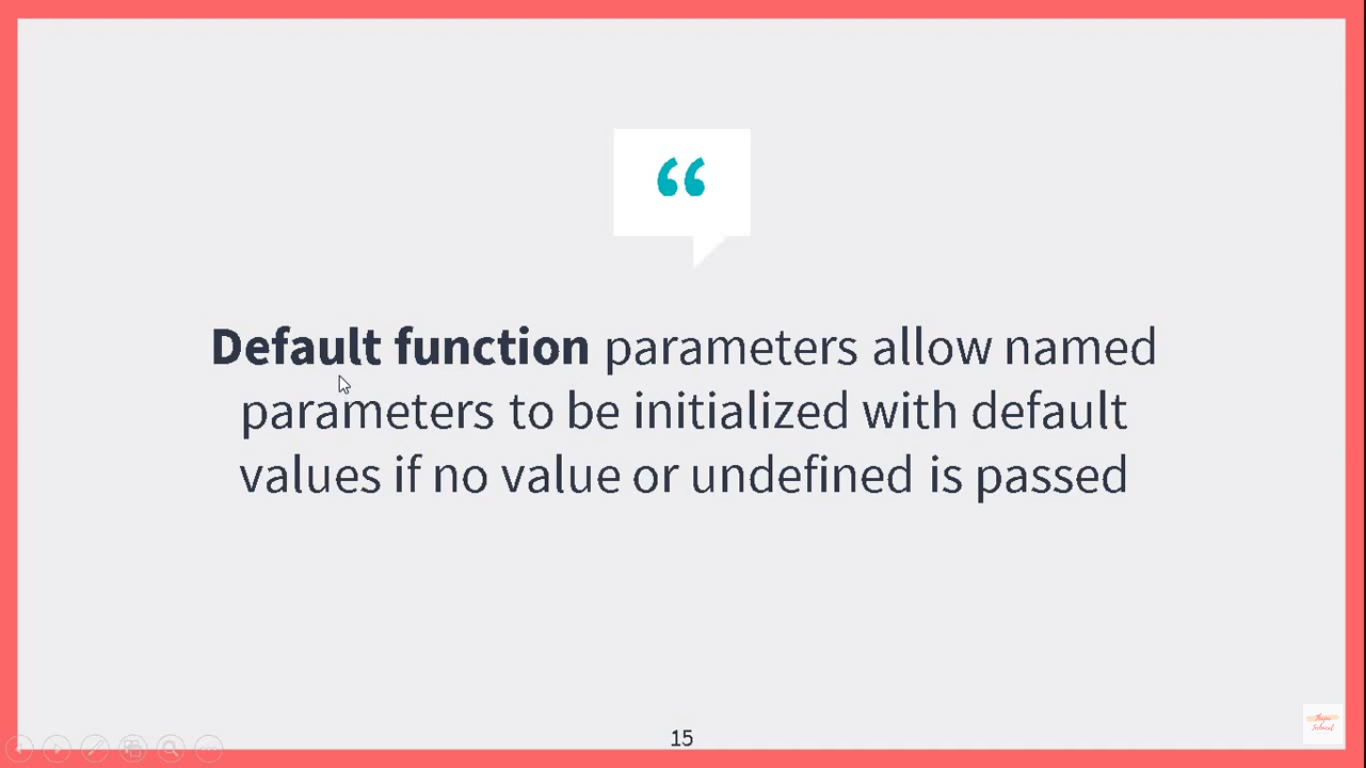 “
Default function parameters allow named
parameters to be initialized with default
values if no value or undefined is passed
15
Technical